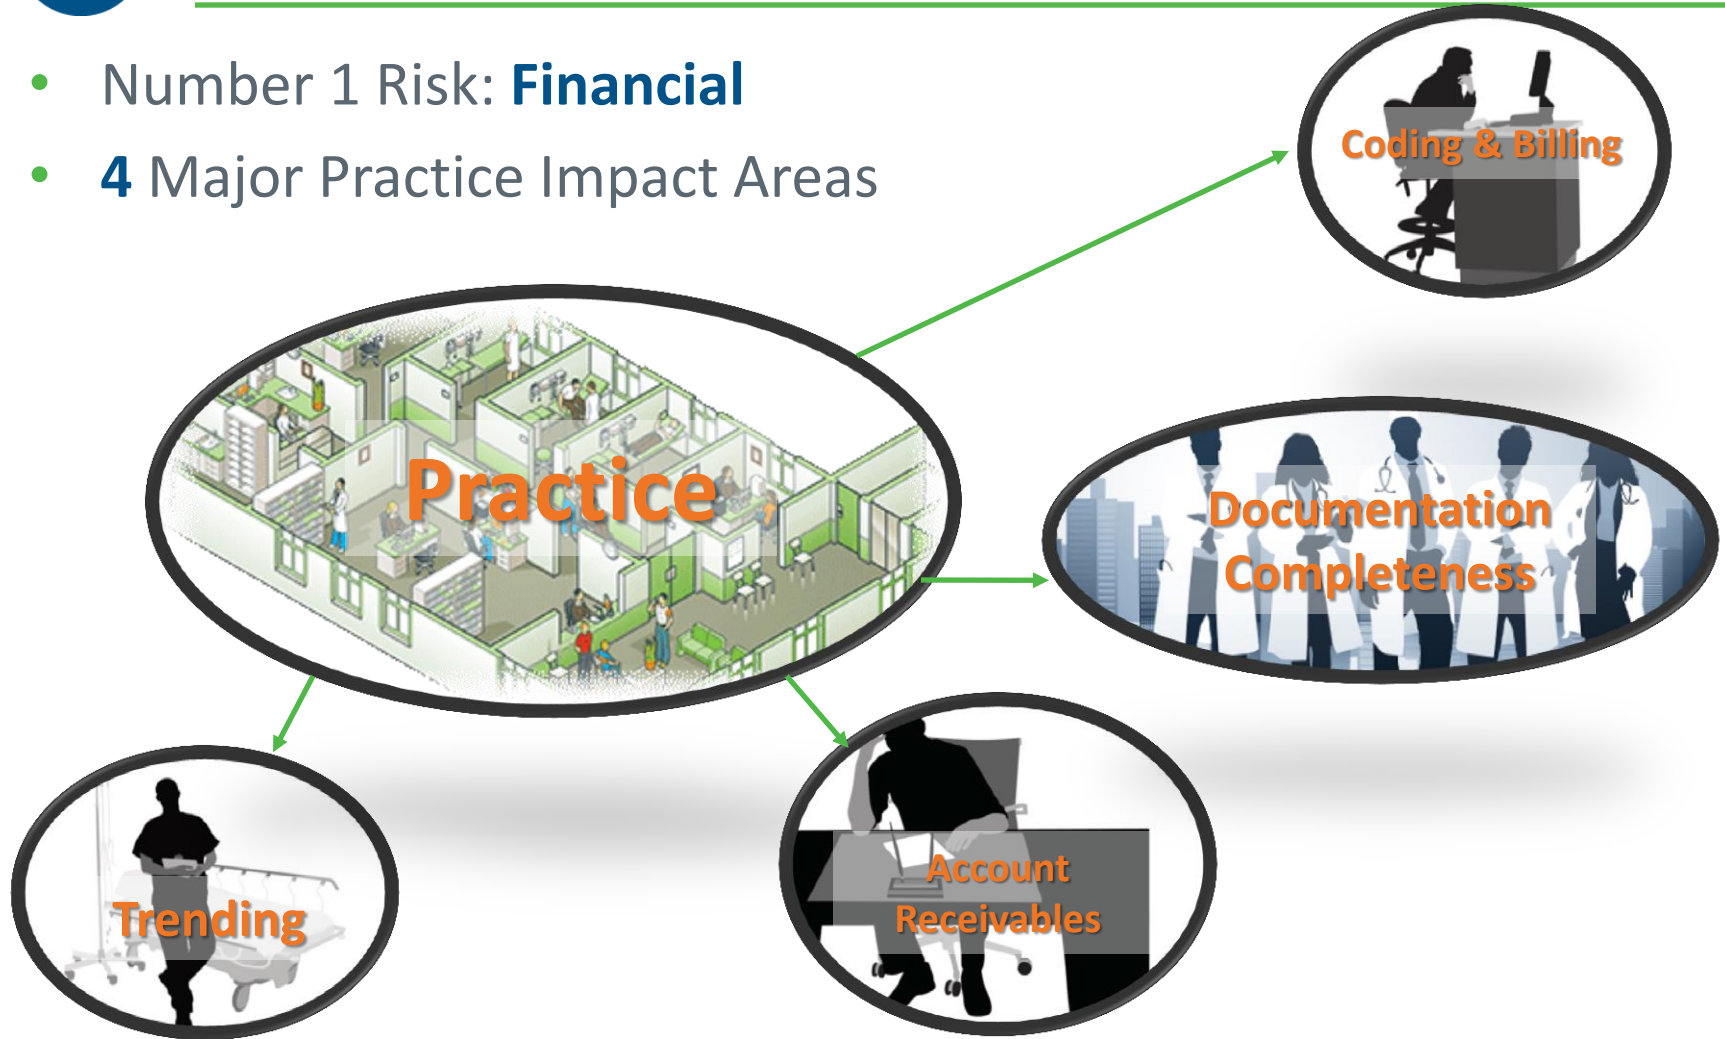 • Number 1 Risk: Financial
• 4 Major Practice Impact Areas
Coding & Billing
Practice
Documentation
Completeness
Trending
Account
Receivables